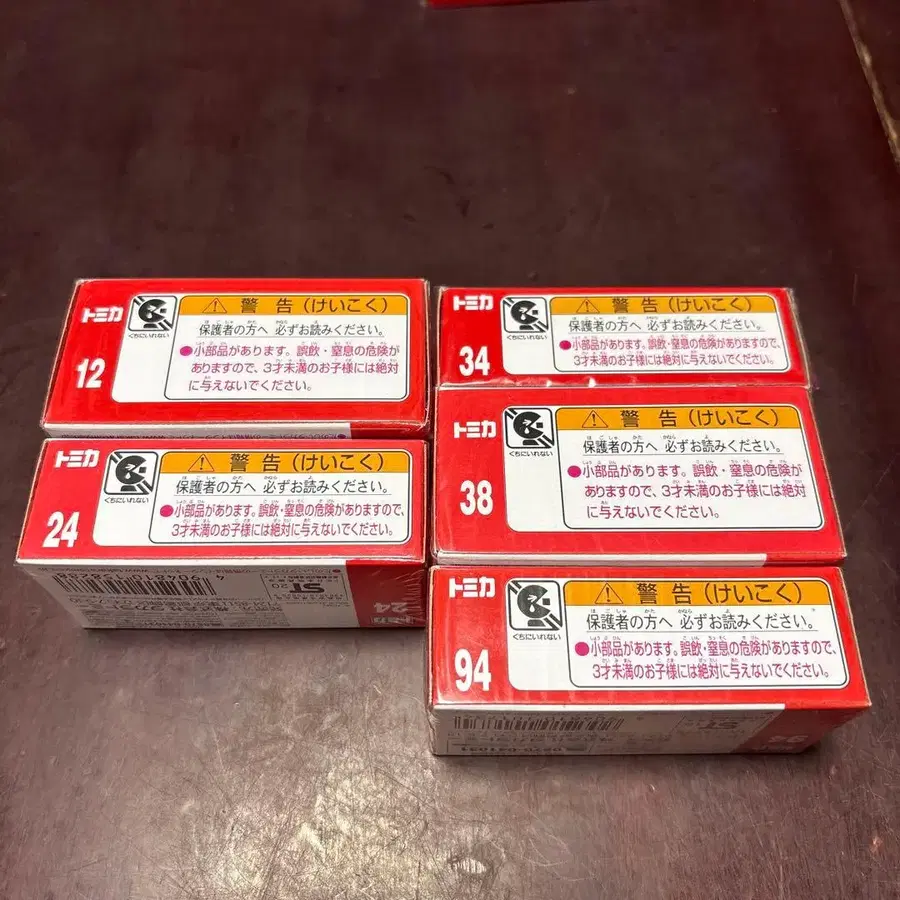 トミカ
12
くちにいれない
警告(けいこく)
保護者の方へ 必ずお読みください。
●小部品があります。誤飲・窒息の危険が
ありますので、3才未満のお子様には絶対
に与えないでください。
トミカ
24
くちにいれない
警告(けいこく)
保護者の方へ 必ずお読みください。
●小部品があります。誤飲・窒息の危険がありますので、
3才未満のお子様には絶対に与えないでください。
ST
24
トミカ
トミカ
34
くちにいれない
警告(けいこく)
保護者の方へ 必ずお読みください。
●小部品があります。誤飲・窒息の危険がありますので、
3才未満のお子様には絶対に与えないでください。
トミカ
38
くちにいれない
警告(けいこく)
保護者の方へ 必ずお読みください。
●小部品があります。誤飲・窒息の危険が
ありますので、3才未満のお子様には絶対
に与えないでください。
トミカ
94
くちにいれない
警告(けいこく)
保護者の方へ 必ずお読みください。
●小部品があります。誤飲・窒息の危険がありますので、
3才未満のお子様には絶対に与えないでください。
ST
94